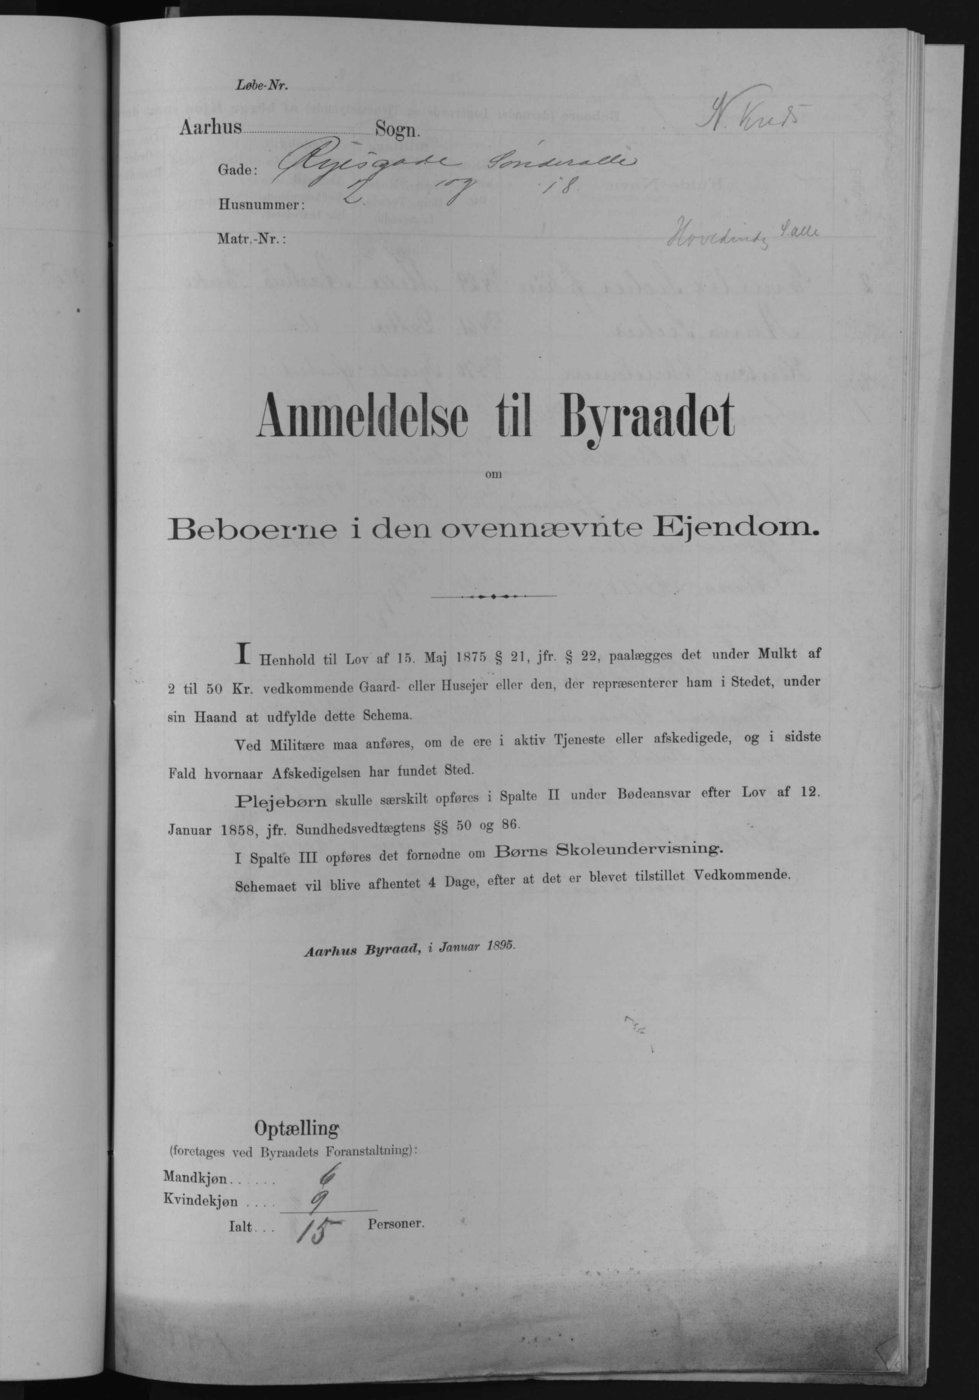 Løbe-Nr.
N. Kreds
Aarhus Sogn.
Gade: Ryesgade Sønderalle
Husnummer: 2 og 18
Matr.-Nr.:
Hovedindg S alle
Anmeldelse til Byraadet
om
Beboerne i den ovennævnte Ejendom.
I Henhold til Lov af 15. Maj 1875 § 21, jfr. § 22, paalægges det under Mulkt af
2 til 50 Kr. vedkommende Gaard- eller Husejer eller den, der repræsenterer ham i Stedet, under
sin Haand at udfylde dette Schema.
Ved Militære maa anføres, om de ere i aktiv Tjeneste eller afskedigede, og i sidste
Fald hvornaar Afskedigelsen har fundet Sted.
Plejebørn skulle særskilt opføres i Spalte II under Bødeansvar efter Lov af 12.
Januar 1858, jfr. Sundhedsvedtægtens §§ 50 og 86.
I Spalte III opføres det fornødne om Børns Skoleundervisning.
Schemaet vil blive afhentet 4 Dage, efter at det er blevet tilstillet Vedkommende.
Aarhus Byraad, i Januar 1895.
Optælling
(foretages ved Byraadets Foranstaltning):
Mandkjøn...... 6
Kvindekjøn .... 9
Ialt... 15 Personer.